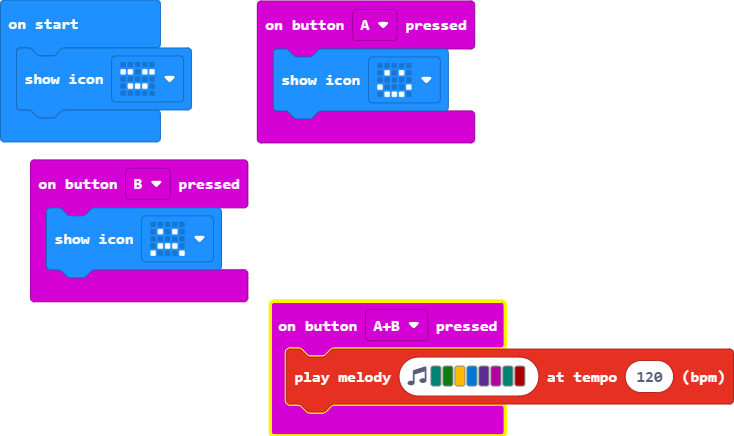 on start
show icon
on button A pressed
show icon
on button B pressed
show icon
on button A+B pressed
play melody at tempo 120 (bpm)